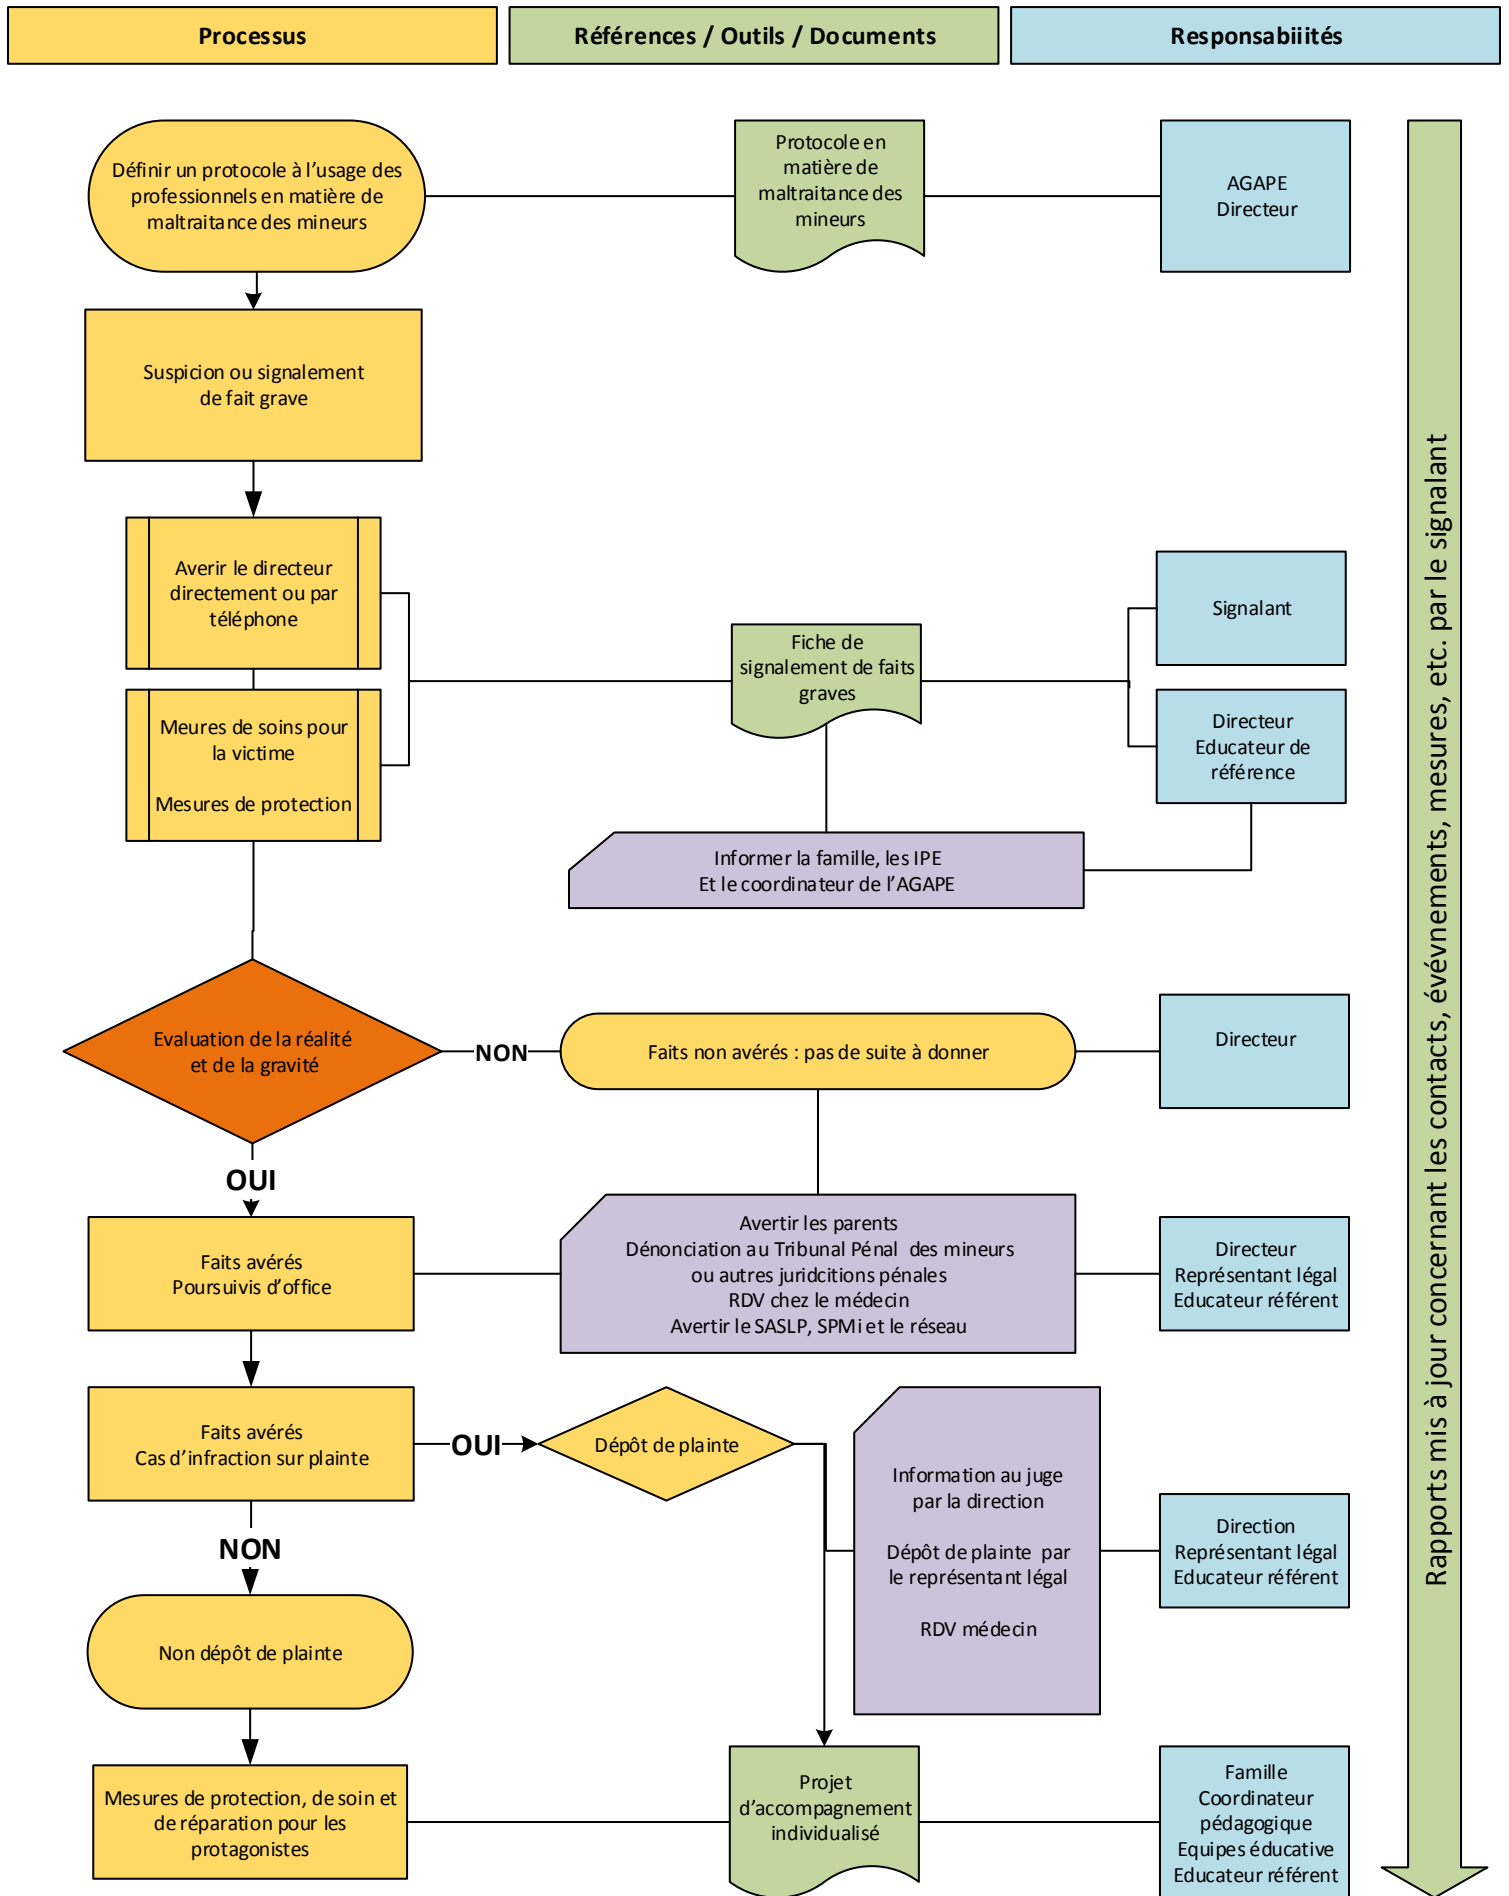 Processus
Références / Outils / Documents
Responsabiiités
Définir un protocole à l'usage des
professionnels en matière de
maltraitance des mineurs
Protocole en
matière de
maltraitance des
mineurs
AGAPE
Directeur
Suspicion ou signalement
de fait grave
Averir le directeur
directement ou par
téléphone
Meures de soins pour
la victime
Mesures de protection
Fiche de
signalement de faits
graves
Signalant
Directeur
Educateur de
référence
Informer la famille, les IPE
Et le coordinateur de l'AGAPE
Evaluation de la réalité
et de la gravité
NON
Faits non avérés : pas de suite à donner
Directeur
OUI
Faits avérés
Poursuivis d'office
Avertir les parents
Dénonciation au Tribunal Pénal des mineurs
ou autres juridcitions pénales
RDV chez le médecin
Avertir le SASLP, SPMi et le réseau
Directeur
Représentant légal
Educateur référent
Faits avérés
Cas d'infraction sur plainte
OUI
Dépôt de plainte
Information au juge
par la direction
Dépôt de plainte par
le représentant légal
RDV médecin
Direction
Représentant légal
Educateur référent
NON
Non dépôt de plainte
Mesures de protection, de soin et
de réparation pour les
protagonistes
Projet
d'accompagnement
individualisé
Famille
Coordinateur
pédagogique
Equipes éducative
Educateur référent
Rapports mis à jour concernant les contacts, évévnements, mesures, etc. par le signalant